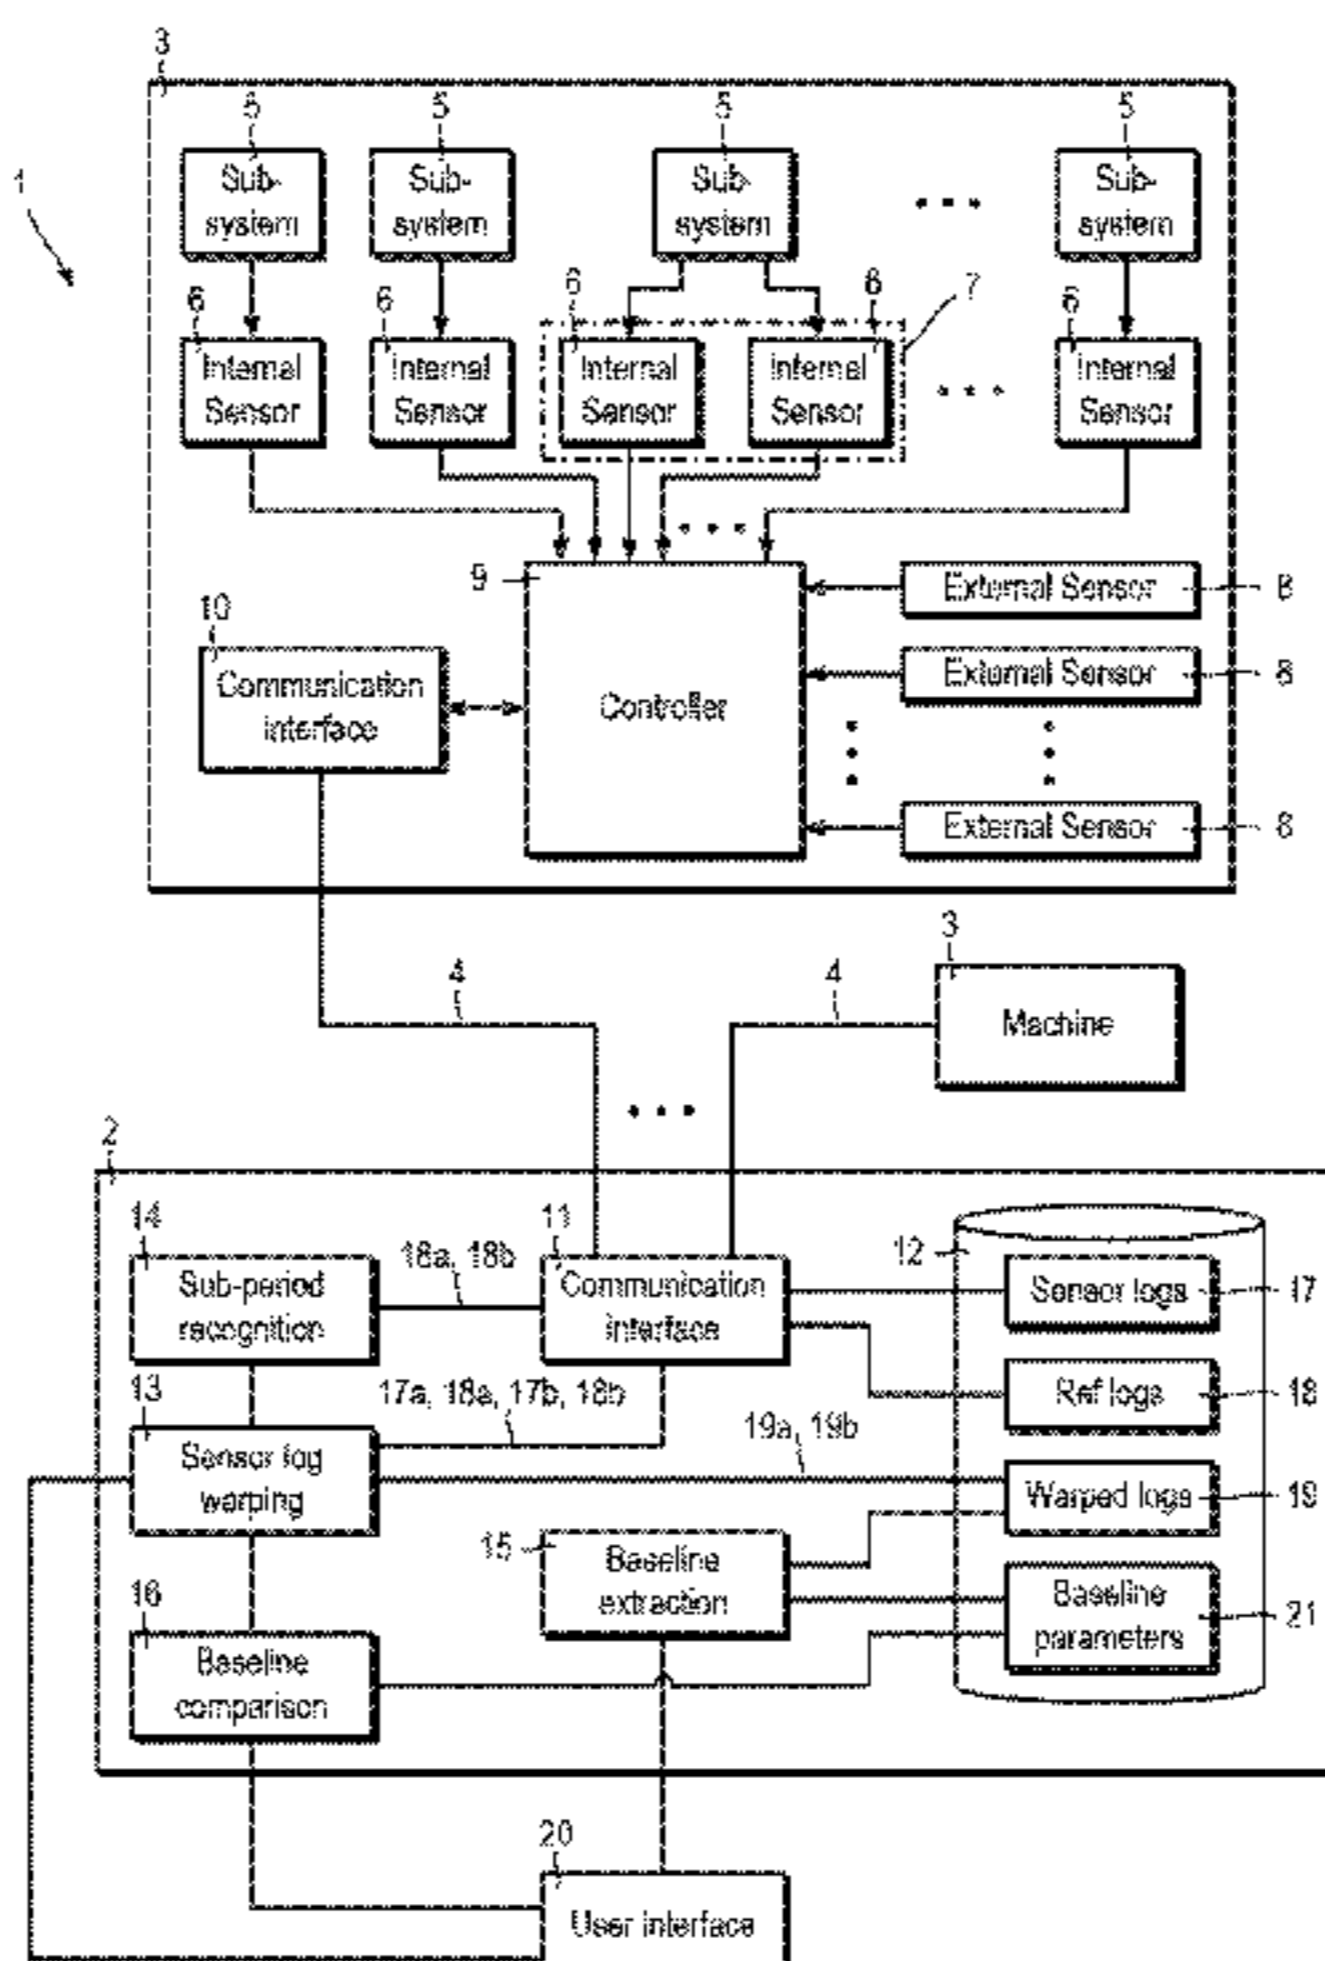 3
5 5 5 5
1
Sub- Sub- Sub- Sub-
system system system system
6 6 6 6 7 6
Internal Internal Internal Internal Internal
Sensor Sensor Sensor Sensor Sensor
9 External Sensor 8
10
Communication External Sensor 8
interface Controller
External Sensor 8
3
4 4
Machine
2
14 11
18a, 18b 12
Sub-period Communication Sensor logs 17
recognition interface
13 17a, 18a, 17b, 18b Ref logs 18
19a, 19b
Sensor log
warping Warped logs 19
15 Baseline
16 extraction Baseline
parameters 21
Baseline
comparison
20
User interface